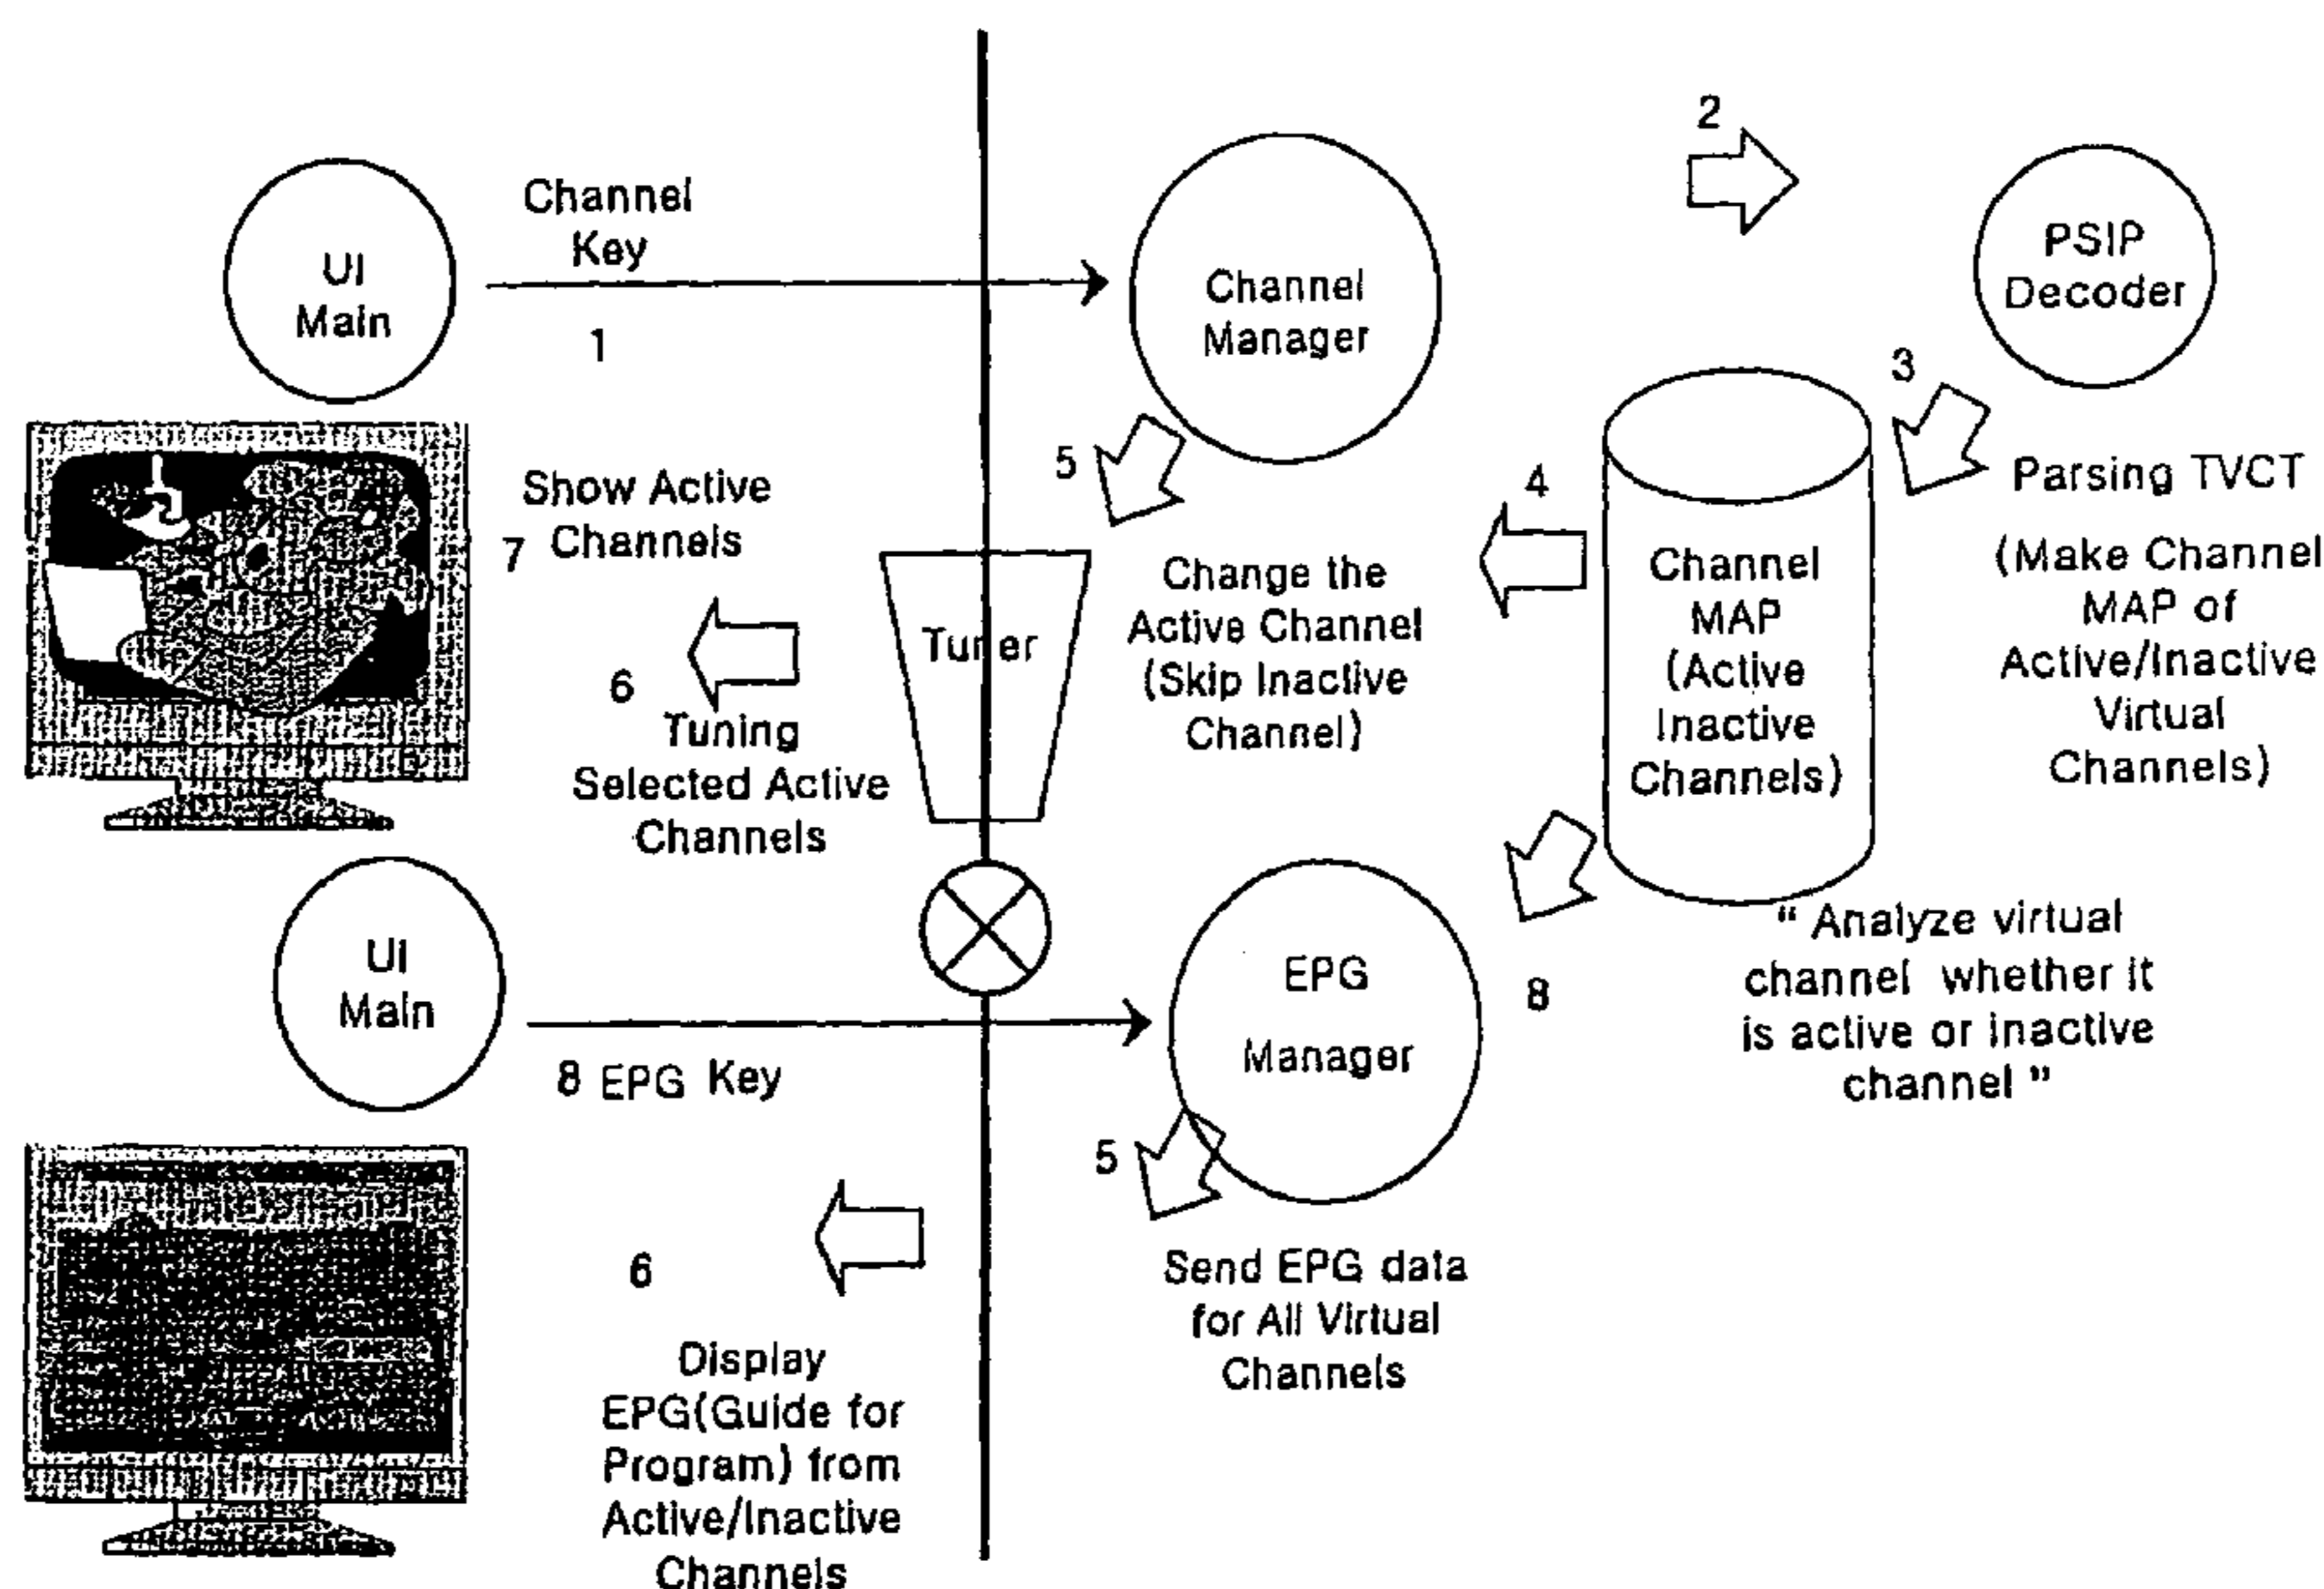 2
Channel
Key
UI
Main
1
Channel
Manager
PSIP
Decoder
3
5
4
Show Active
7 Channels
Parsing TVCT
(Make Channel
MAP of
Active/Inactive
Virtual
Channels)
Channel
MAP
(Active
Inactive
Channels)
Change the
Active Channel
(Skip Inactive
Channel)
Tuner
6
Tuning
Selected Active
Channels
UI
Main
8 EPG Key
EPG
Manager
8
" Analyze virtual
channel whether it
is active or inactive
channel "
5
Send EPG data
for All Virtual
Channels
6
Display
EPG(Guide for
Program) from
Active/Inactive
Channels